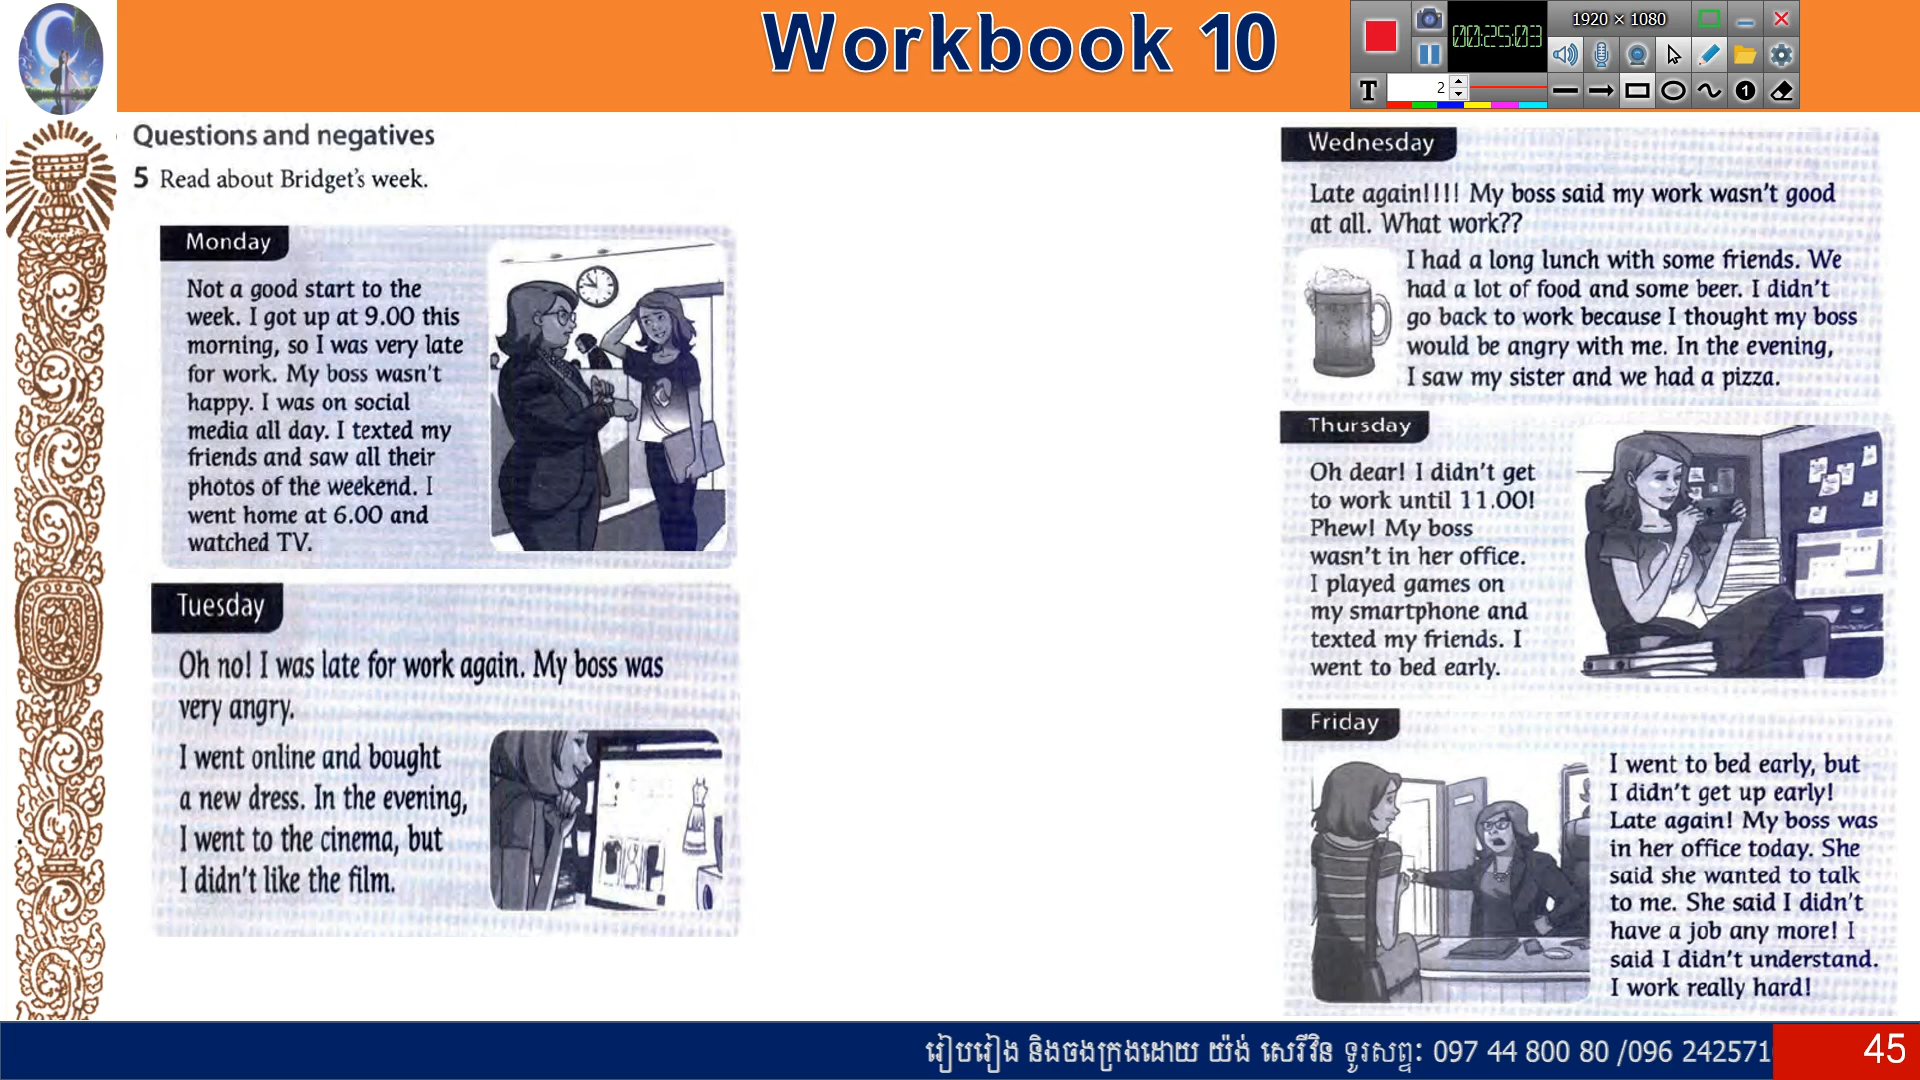 Workbook 10
00:25:03
1920 × 1080
T
2
1
Questions and negatives
5 Read about Bridget's week.
Monday
Not a good start to the
week. I got up at 9.00 this
morning, so I was very late
for work. My boss wasn't
happy. I was on social
media all day. I texted my
friends and saw all their
photos of the weekend. I
went home at 6.00 and
watched TV.
Tuesday
Oh no! I was late for work again. My boss was
very angry.
I went online and bought
a new dress. In the evening,
I went to the cinema, but
I didn't like the film.
Wednesday
Late again!!!! My boss said my work wasn't good
at all. What work??
I had a long lunch with some friends. We
had a lot of food and some beer. I didn't
go back to work because I thought my boss
would be angry with me. In the evening,
I saw my sister and we had a pizza.
Thursday
Oh dear! I didn't get
to work until 11.00!
Phew! My boss
wasn't in her office.
I played games on
my smartphone and
texted my friends. I
went to bed early.
Friday
I went to bed early, but
I didn't get up early!
Late again! My boss was
in her office today. She
said she wanted to talk
to me. She said I didn't
have a job any more! I
said I didn't understand.
I work really hard!
រៀបរៀង និងចងក្រងដោយ យ៉ង់ សេរីវិន ទូរសព្ទ: 097 44 800 80 /096 242571
45